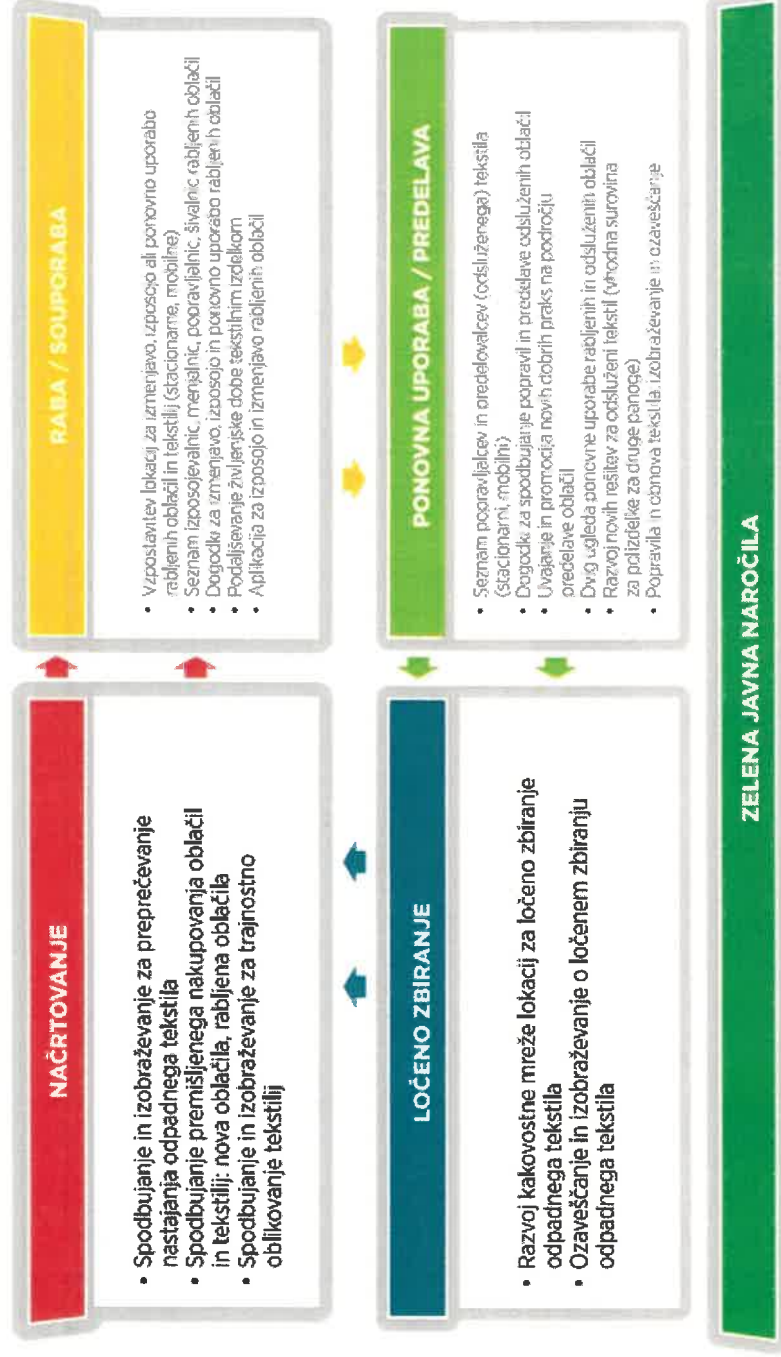 NAČRTOVANJE
• Spodbujanje in izobraževanje za preprečevanje
nastajanja odpadnega tekstila
• Spodbujanje premišljenega nakupovanja oblačil
in tekstilij: nova oblačila, rabljena oblačila
• Spodbujanje in izobraževanje za trajnostno
oblikovanje tekstilij
RABA / SOUPORABA
• Vzpostavitev lokacij za izmenjavo, izposojo ali ponovno uporabo
rabljenih oblačil in tekstilij (stacionarne, mobilne)
• Seznam izposojevalnic, menjalnic, popravljalnic, šivalnic rabljenih oblačil
• Dogodki za izmenjavo, izposojo in ponovno uporabo rabljenih oblačil
• Podaljševanje življenjske dobe tekstilnim izdelkom
• Aplikacija za izposojo in izmenjavo rabljenih oblačil
LOČENO ZBIRANJE
• Razvoj kakovostne mreže lokacij za ločeno zbiranje
odpadnega tekstila
• Ozaveščanje in izobraževanje o ločenem zbiranju
odpadnega tekstila
PONOVNA UPORABA / PREDELAVA
• Seznam popravljalcev in predelovalcev (odsluženega) tekstila
(stacionarni, mobilni)
• Dogodki za spodbujanje popravil in predelave odsluženih oblačil
• Uvajanje in promocija novih dobrih praks na področju
predelave oblačil
• Dvig ugleda ponovne uporabe rabljenih in odsluženih oblačil
• Razvoj novih rešitev za odsluženi tekstil (vhodna surovina
za polizdelke za druge panoge)
• Popravila in obnova tekstila, izobraževanje in ozaveščanje
ZELENA JAVNA NAROČILA